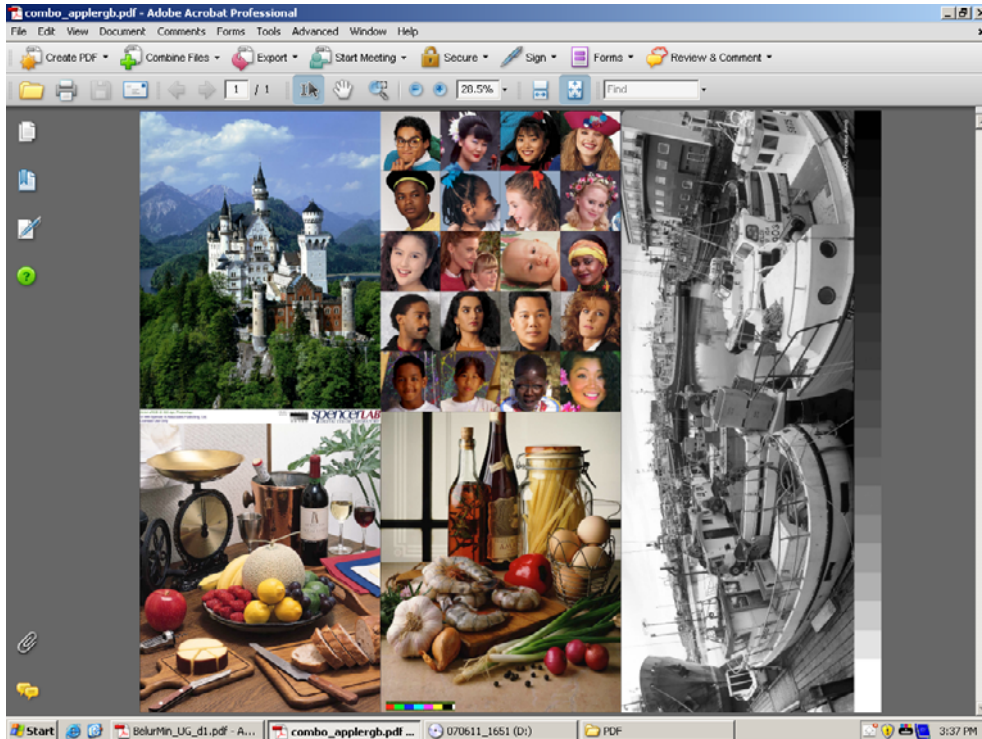 combo_applergb.pdf - Adobe Acrobat Professional
File Edit View Document Comments Forms Tools Advanced Window Help
Create PDF Combine Files Export Start Meeting Secure Sign Forms Review & Comment
1 / 1 28.5% Find
spencerLAB
Start BelurMin_UG_d1.pdf - A... combo_applergb.pdf ... 070611_1651 (D:) PDF 3:37 PM